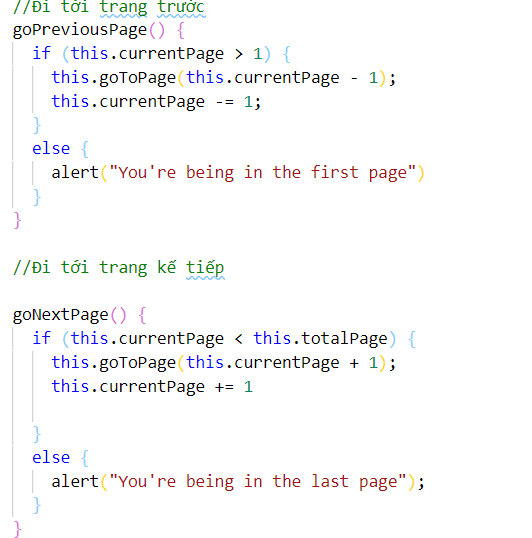 //Đi tới trang trước
goPreviousPage() {
if (this.currentPage > 1) {
this.goToPage(this.currentPage - 1);
this.currentPage -= 1;
}
else {
alert("You're being in the first page")
}
}
//Đi tới trang kế tiếp
goNextPage() {
if (this.currentPage < this.totalPage) {
this.goToPage(this.currentPage + 1);
this.currentPage += 1
}
else {
alert("You're being in the last page");
}
}